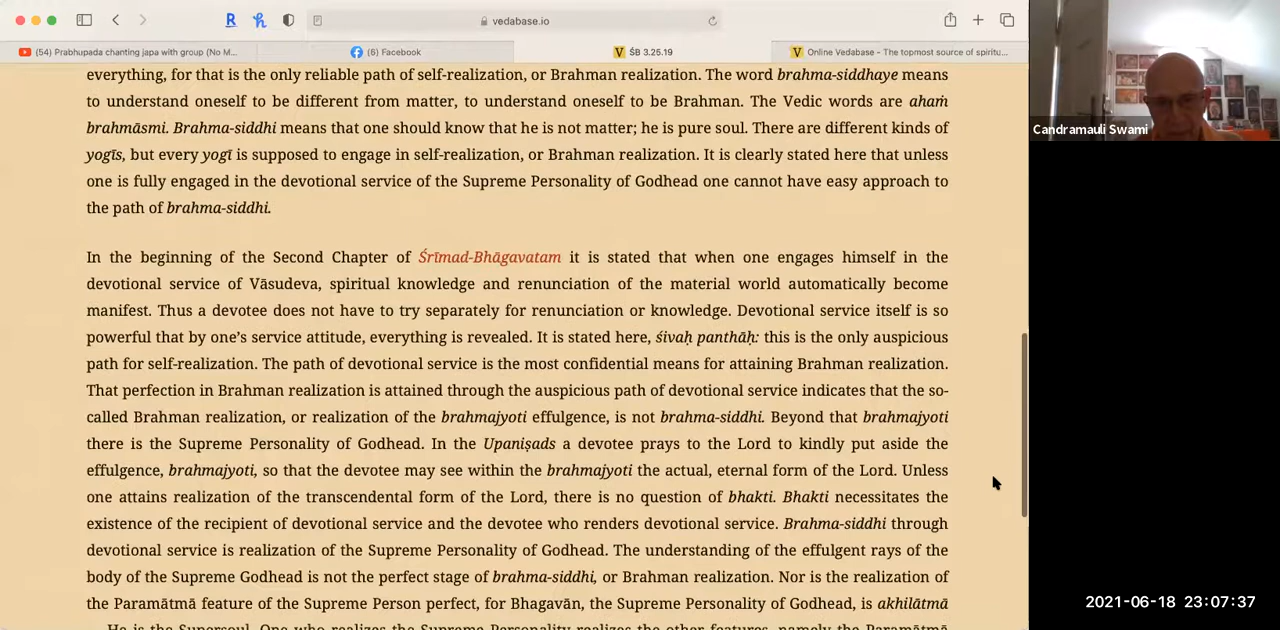 vedabase.io
(54) Prabhupada chanting japa with group (No M...
(6) Facebook
ŚB 3.25.19
Online Vedabase - The topmost source of spiritu...
everything, for that is the only reliable path of self-realization, or Brahman realization. The word brahma-siddhaye means
to understand oneself to be different from matter, to understand oneself to be Brahman. The Vedic words are ahaṁ
brahmāsmi. Brahma-siddhi means that one should know that he is not matter; he is pure soul. There are different kinds of
yogīs, but every yogī is supposed to engage in self-realization, or Brahman realization. It is clearly stated here that unless
one is fully engaged in the devotional service of the Supreme Personality of Godhead one cannot have easy approach to
the path of brahma-siddhi.
In the beginning of the Second Chapter of Śrīmad-Bhāgavatam it is stated that when one engages himself in the
devotional service of Vāsudeva, spiritual knowledge and renunciation of the material world automatically become
manifest. Thus a devotee does not have to try separately for renunciation or knowledge. Devotional service itself is so
powerful that by one's service attitude, everything is revealed. It is stated here, śivaḥ panthāḥ: this is the only auspicious
path for self-realization. The path of devotional service is the most confidential means for attaining Brahman realization.
That perfection in Brahman realization is attained through the auspicious path of devotional service indicates that the so-
called Brahman realization, or realization of the brahmajyoti effulgence, is not brahma-siddhi. Beyond that brahmajyoti
there is the Supreme Personality of Godhead. In the Upaniṣads a devotee prays to the Lord to kindly put aside the
effulgence, brahmajyoti, so that the devotee may see within the brahmajyoti the actual, eternal form of the Lord. Unless
one attains realization of the transcendental form of the Lord, there is no question of bhakti. Bhakti necessitates the
existence of the recipient of devotional service and the devotee who renders devotional service. Brahma-siddhi through
devotional service is realization of the Supreme Personality of Godhead. The understanding of the effulgent rays of the
body of the Supreme Godhead is not the perfect stage of brahma-siddhi, or Brahman realization. Nor is the realization of
the Paramātmā feature of the Supreme Person perfect, for Bhagavān, the Supreme Personality of Godhead, is akhilātmā
He is the Supersoul. One who realizes the Supreme Personality realizes the other features, namely the Paramātmā
Candramauli Swami
2021-06-18 23:07:37